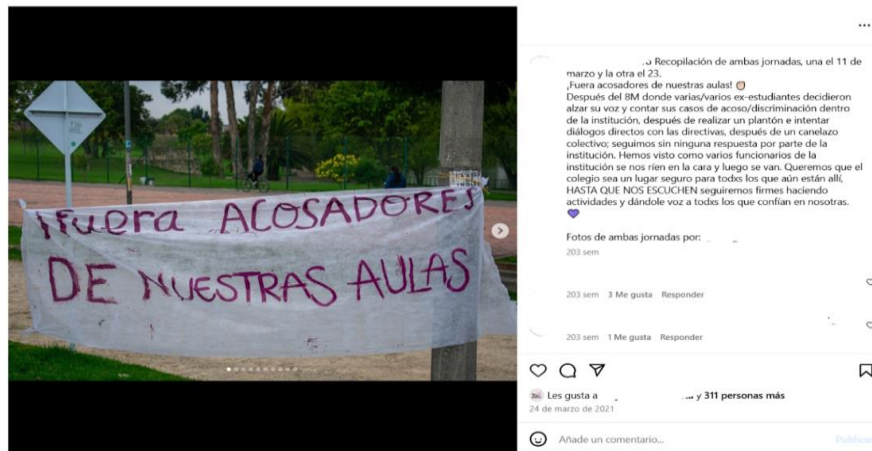 ¡Fuera ACOSADORES
DE NUESTRAS AULAS
Recopilación de ambas jornadas, una el 11 de
marzo y la otra el 23.
¡Fuera acosadores de nuestras aulas! ✊🏼
Después del 8M donde varias/varios ex-estudiantes decidieron
alzar su voz y contar sus casos de acoso/discriminación dentro
de la institución, después de realizar un plantón e intentar
diálogos directos con las directivas, después de un canelazo
colectivo; seguimos sin ninguna respuesta por parte de la
institución. Hemos visto como varios funcionarios de la
institución se nos ríen en la cara y luego se van. Queremos que el
colegio sea un lugar seguro para todxs los que aún están allí,
HASTA QUE NOS ESCUCHEN seguiremos firmes haciendo
actividades y dándole voz a todxs los que confían en nosotras.
💜
Fotos de ambas jornadas por:
203 sem
203 sem 3 Me gusta Responder
203 sem 1 Me gusta Responder
Les gusta a y 311 personas más
24 de marzo de 2021
Añade un comentario...
Publicar